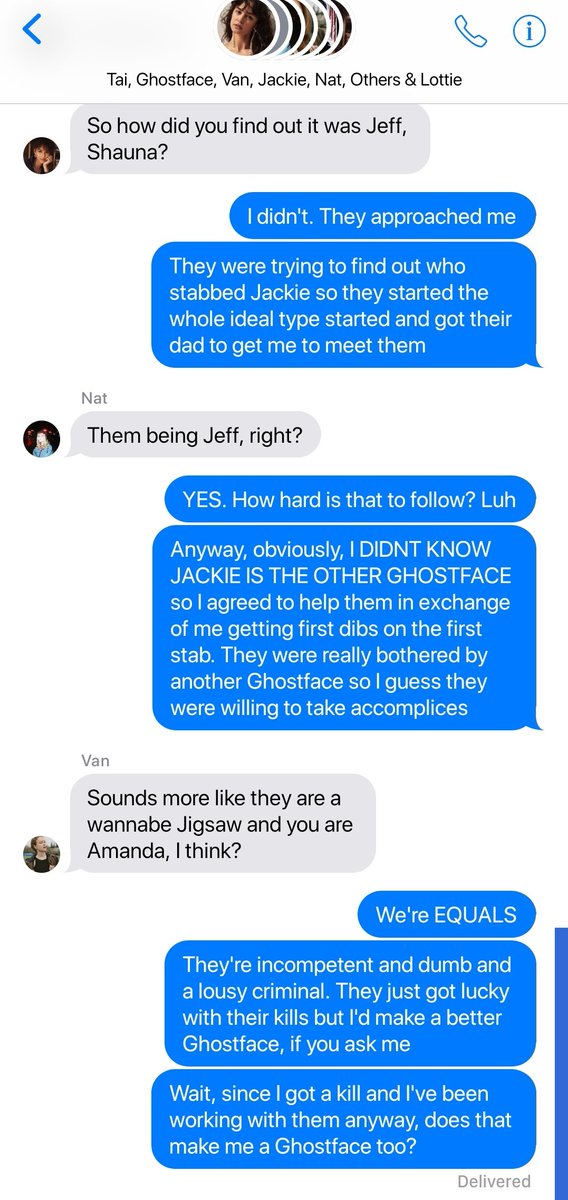 Tai, Ghostface, Van, Jackie, Nat, Others & Lottie
So how did you find out it was Jeff,
Shauna?
I didn't. They approached me
They were trying to find out who
stabbed Jackie so they started the
whole ideal type started and got their
dad to get me to meet them
Nat
Them being Jeff, right?
YES. How hard is that to follow? Luh
Anyway, obviously, I DIDNT KNOW
JACKIE IS THE OTHER GHOSTFACE
so I agreed to help them in exchange
of me getting first dibs on the first
stab. They were really bothered by
another Ghostface so I guess they
were willing to take accomplices
Van
Sounds more like they are a
wannabe Jigsaw and you are
Amanda, I think?
We're EQUALS
They're incompetent and dumb and
a lousy criminal. They just got lucky
with their kills but I'd make a better
Ghostface, if you ask me
Wait, since I got a kill and I've been
working with them anyway, does that
make me a Ghostface too?
Delivered